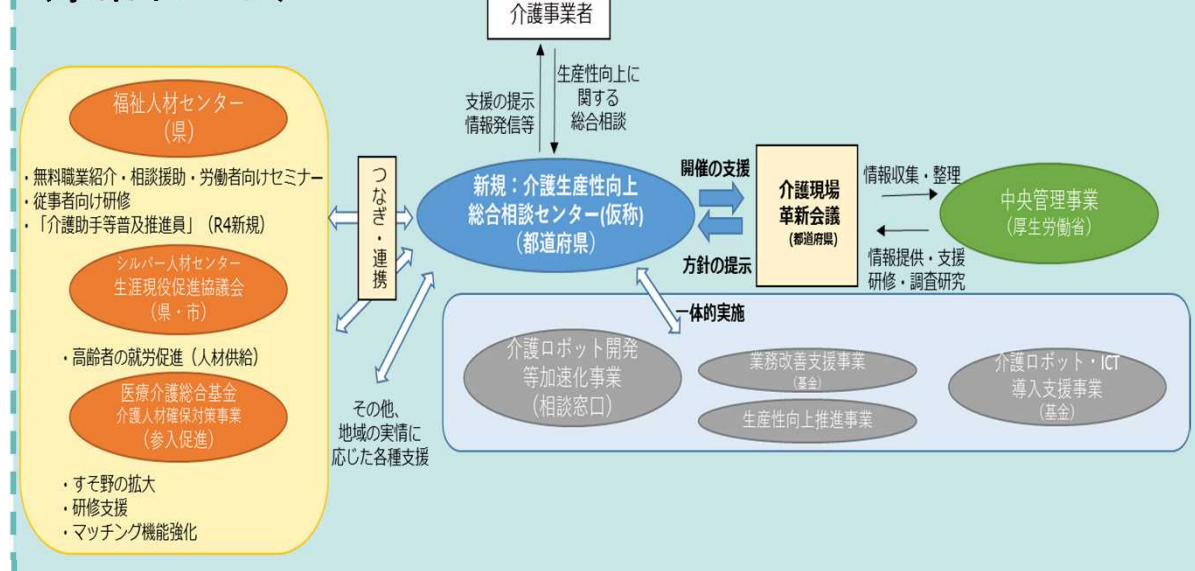 介護事業者
支援の提示
情報発信等
生産性向上に
関する
総合相談
福祉人材センター
(県)
・無料職業紹介・相談援助・労働者向けセミナー
・従事者向け研修
・「介護助手等普及推進員」（R4新規）
シルバー人材センター
生涯現役促進協議会
（県・市）
・高齢者の就労促進（人材供給）
医療介護総合基金
介護人材確保対策事業
（参入促進）
・すそ野の拡大
・研修支援
・マッチング機能強化
つなぎ・連携
新規：介護生産性向上
総合相談センター(仮称)
（都道府県）
開催の支援
方針の提示
介護現場
革新会議
(都道府県)
情報収集・整理
情報提供・支援
研修・調査研究
中央管理事業
（厚生労働省）
一体的実施
その他、
地域の実情に
応じた各種支援
介護ロボット開発
等加速化事業
（相談窓口）
業務改善支援事業
（基金）
生産性向上推進事業
介護ロボット・ICT
導入支援事業
（基金）